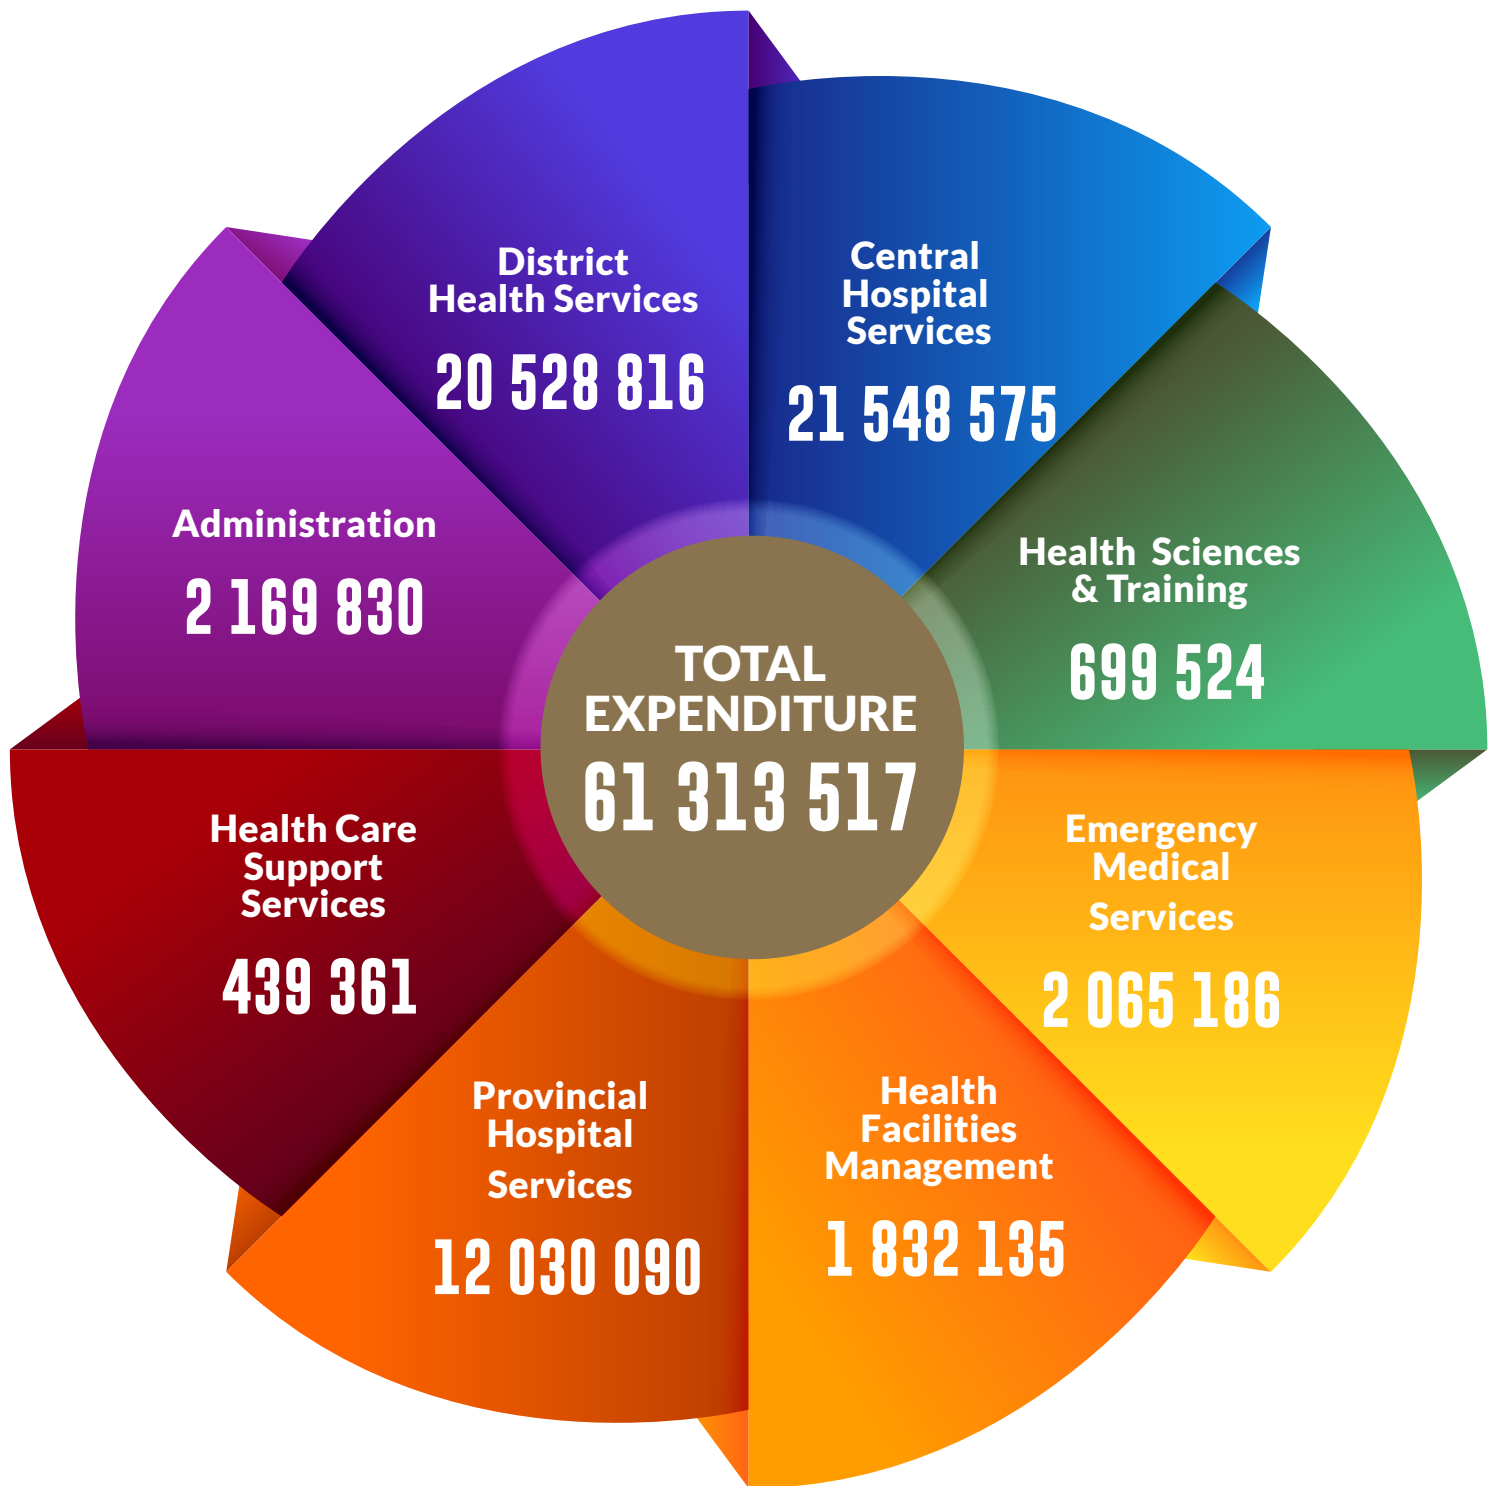 District
Health Services
20 528 816
Central
Hospital
Services
21 548 575
Administration
2 169 830
Health Sciences
& Training
699 524
TOTAL
EXPENDITURE
61 313 517
Health Care
Support
Services
439 361
Emergency
Medical
Services
2 065 186
Provincial
Hospital
Services
12 030 090
Health
Facilities
Management
1 832 135